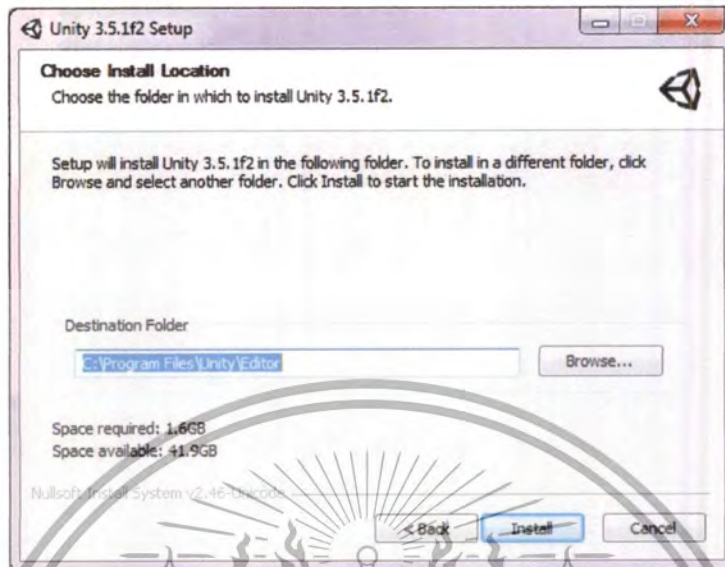 Unity 3.5.1f2 Setup
Choose Install Location
Choose the folder in which to install Unity 3.5.1f2.
Setup will install Unity 3.5.1f2 in the following folder. To install in a different folder, click
Browse and select another folder. Click Install to start the installation.
Destination Folder
C:\Program Files\Unity\Editor
Browse...
Space required: 1.6GB
Space available: 41.9GB
Nullsoft Install System v2.46-Unicode
< Back
Install
Cancel